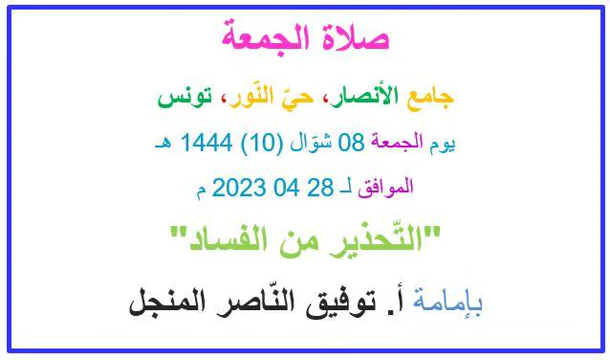 صلاة الجمعة
جامع الأنصار، حيّ النّور، تونس
يوم الجمعة 08 شوّال (10) 1444 هـ
الموافق لـ 28 04 2023 م
"التّحذير من الفساد"
بإمامة أ. توفيق النّاصر المنجل